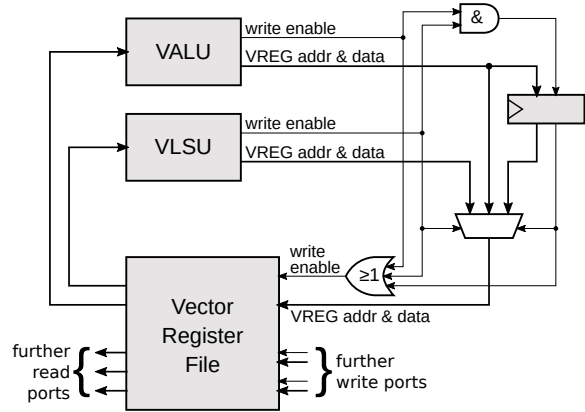 VALU
write enable
VREG addr & data
&
VLSU
write enable
VREG addr & data
write
enable
≥1
VREG addr & data
Vector
Register
File
further
read
ports
further
write ports